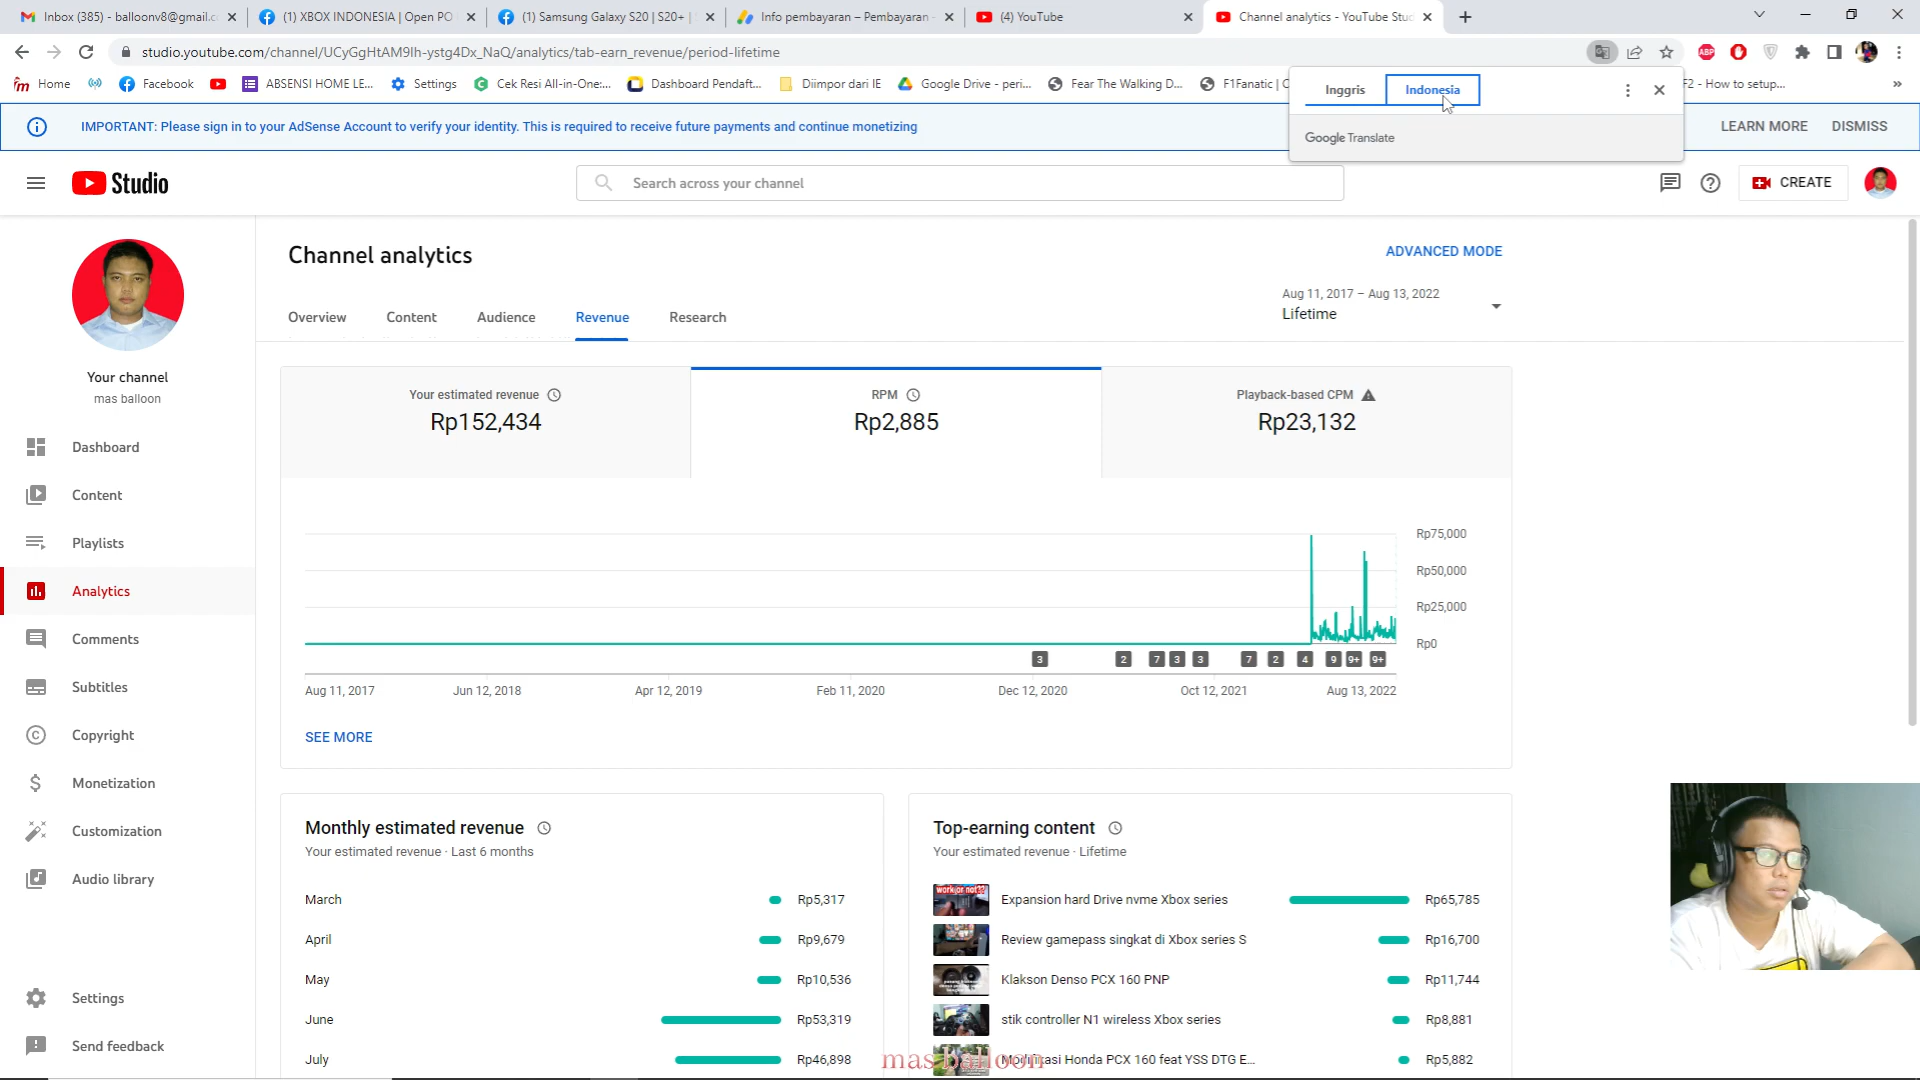 Inbox (385) - balloonv8@gmail.c
(1) XBOX INDONESIA | Open PO
(1) Samsung Galaxy S20 | S20+ |
Info pembayaran – Pembayaran -
(4) YouTube
Channel analytics - YouTube Stud
studio.youtube.com/channel/UCyGgHtAM9Ih-ystg4Dx_NaQ/analytics/tab-earn_revenue/period-lifetime
ABP
Home
Facebook
ABSENSI HOME LE...
Settings
Cek Resi All-in-One:...
Dashboard Pendaft...
Diimpor dari IE
Google Drive - peri...
Fear The Walking D...
F1Fanatic | C
F2 - How to setup...
Inggris
Indonesia
Google Translate
IMPORTANT: Please sign in to your AdSense Account to verify your identity. This is required to receive future payments and continue monetizing
LEARN MORE
DISMISS
Studio
Search across your channel
CREATE
Your channel
mas balloon
Dashboard
Content
Playlists
Analytics
Comments
Subtitles
Copyright
Monetization
Customization
Audio library
Settings
Send feedback
Channel analytics
ADVANCED MODE
Overview
Content
Audience
Revenue
Research
Aug 11, 2017 – Aug 13, 2022
Lifetime
Your estimated revenue
Rp152,434
RPM
Rp2,885
Playback-based CPM
Rp23,132
Rp75,000
Rp50,000
Rp25,000
Rp0
3 2 7 3 3 7 2 4 9 9+ 9+
Aug 11, 2017
Jun 12, 2018
Apr 12, 2019
Feb 11, 2020
Dec 12, 2020
Oct 12, 2021
Aug 13, 2022
SEE MORE
Monthly estimated revenue
Your estimated revenue · Last 6 months
March Rp5,317
April Rp9,679
May Rp10,536
June Rp53,319
July Rp46,898
Top-earning content
Your estimated revenue · Lifetime
work or not??
Expansion hard Drive nvme Xbox series Rp65,785
Review gamepass singkat di Xbox series S Rp16,700
Klakson Denso PCX 160 PNP Rp11,744
stik controller N1 wireless Xbox series Rp8,881
Modifikasi Honda PCX 160 feat YSS DTG E... Rp5,882
mas balloon